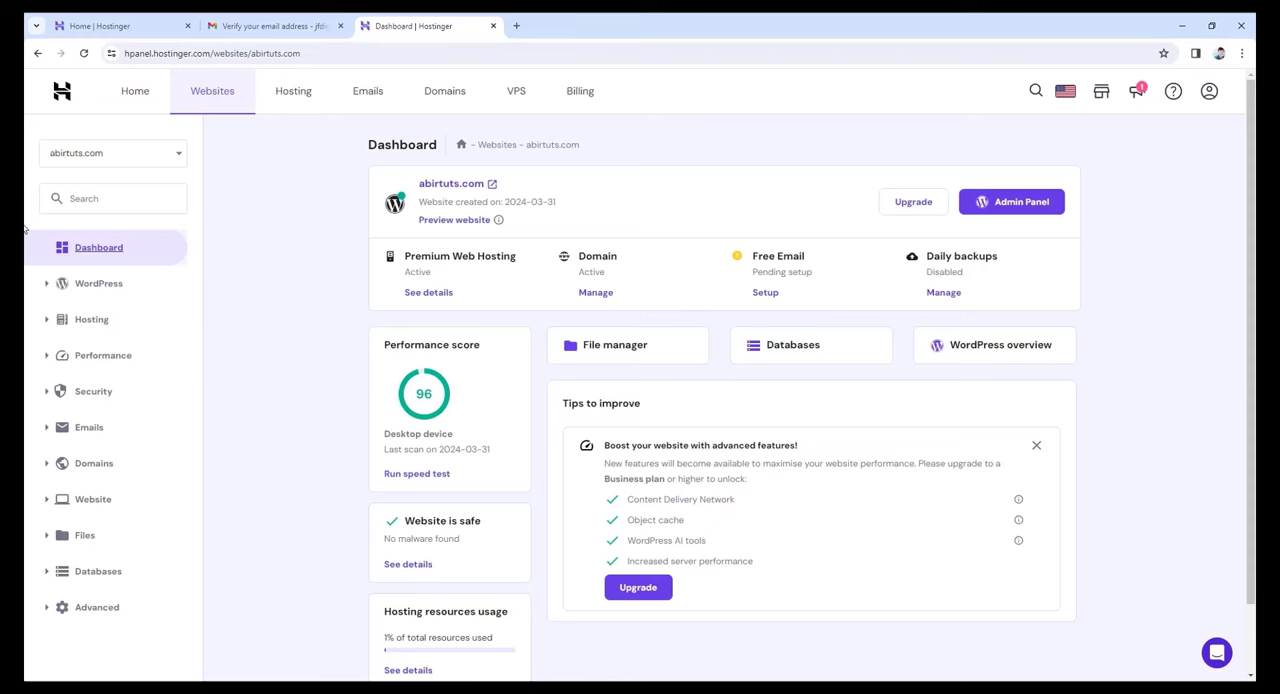 Home | Hostinger
Verify your email address - jfdi
Dashboard | Hostinger
hpanel.hostinger.com/websites/abirtuts.com
Home
Websites
Hosting
Emails
Domains
VPS
Billing
1
abirtuts.com
Search
Dashboard
WordPress
Hosting
Performance
Security
Emails
Domains
Website
Files
Databases
Advanced
Dashboard
- Websites - abirtuts.com
abirtuts.com
Website created on: 2024-03-31
Preview website
Upgrade
Admin Panel
Premium Web Hosting
Active
See details
Domain
Active
Manage
Free Email
Pending setup
Setup
Daily backups
Disabled
Manage
Performance score
96
Desktop device
Last scan on 2024-03-31
Run speed test
File manager
Databases
WordPress overview
Tips to improve
Boost your website with advanced features!
New features will become available to maximise your website performance. Please upgrade to a
Business plan or higher to unlock:
Content Delivery Network
Object cache
WordPress AI tools
Increased server performance
Upgrade
Website is safe
No malware found
See details
Hosting resources usage
1% of total resources used
See details